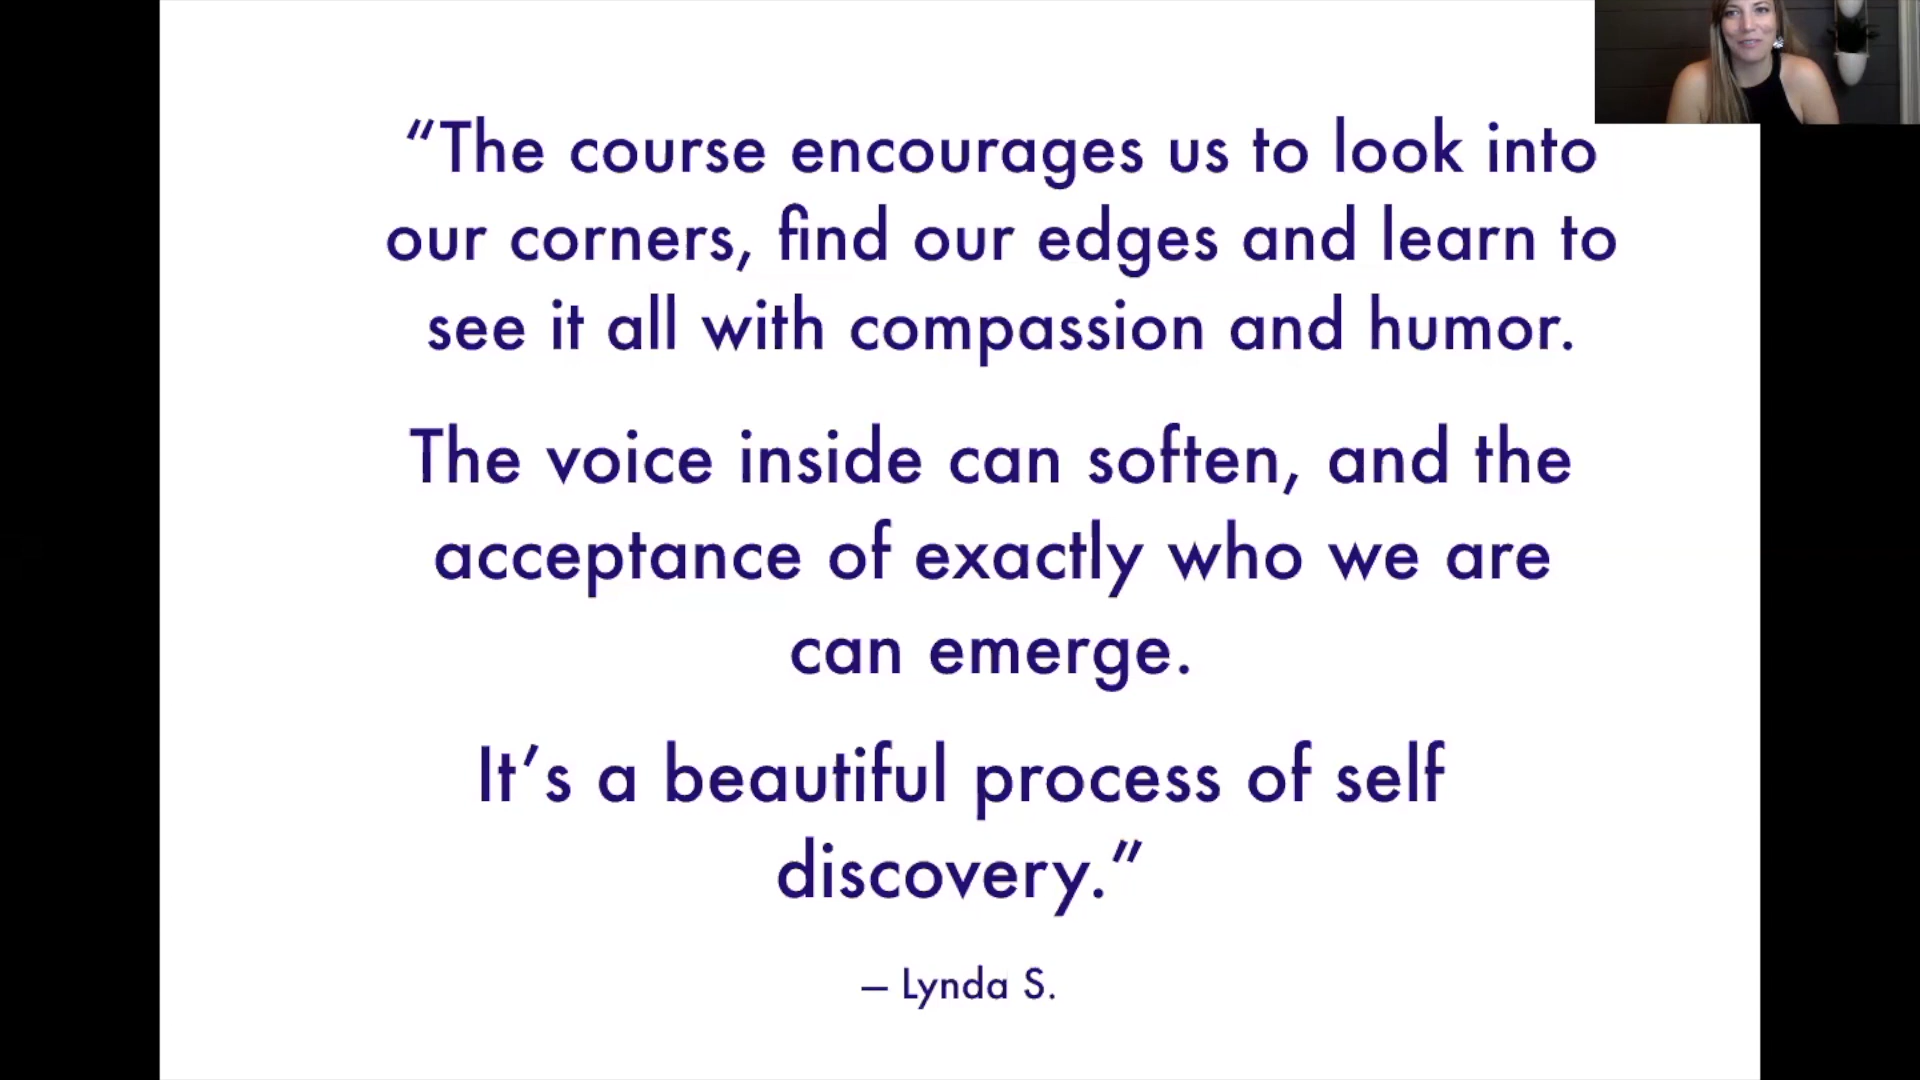 “The course encourages us to look into
our corners, find our edges and learn to
see it all with compassion and humor.
The voice inside can soften, and the
acceptance of exactly who we are
can emerge.
It’s a beautiful process of self
discovery.”
– Lynda S.